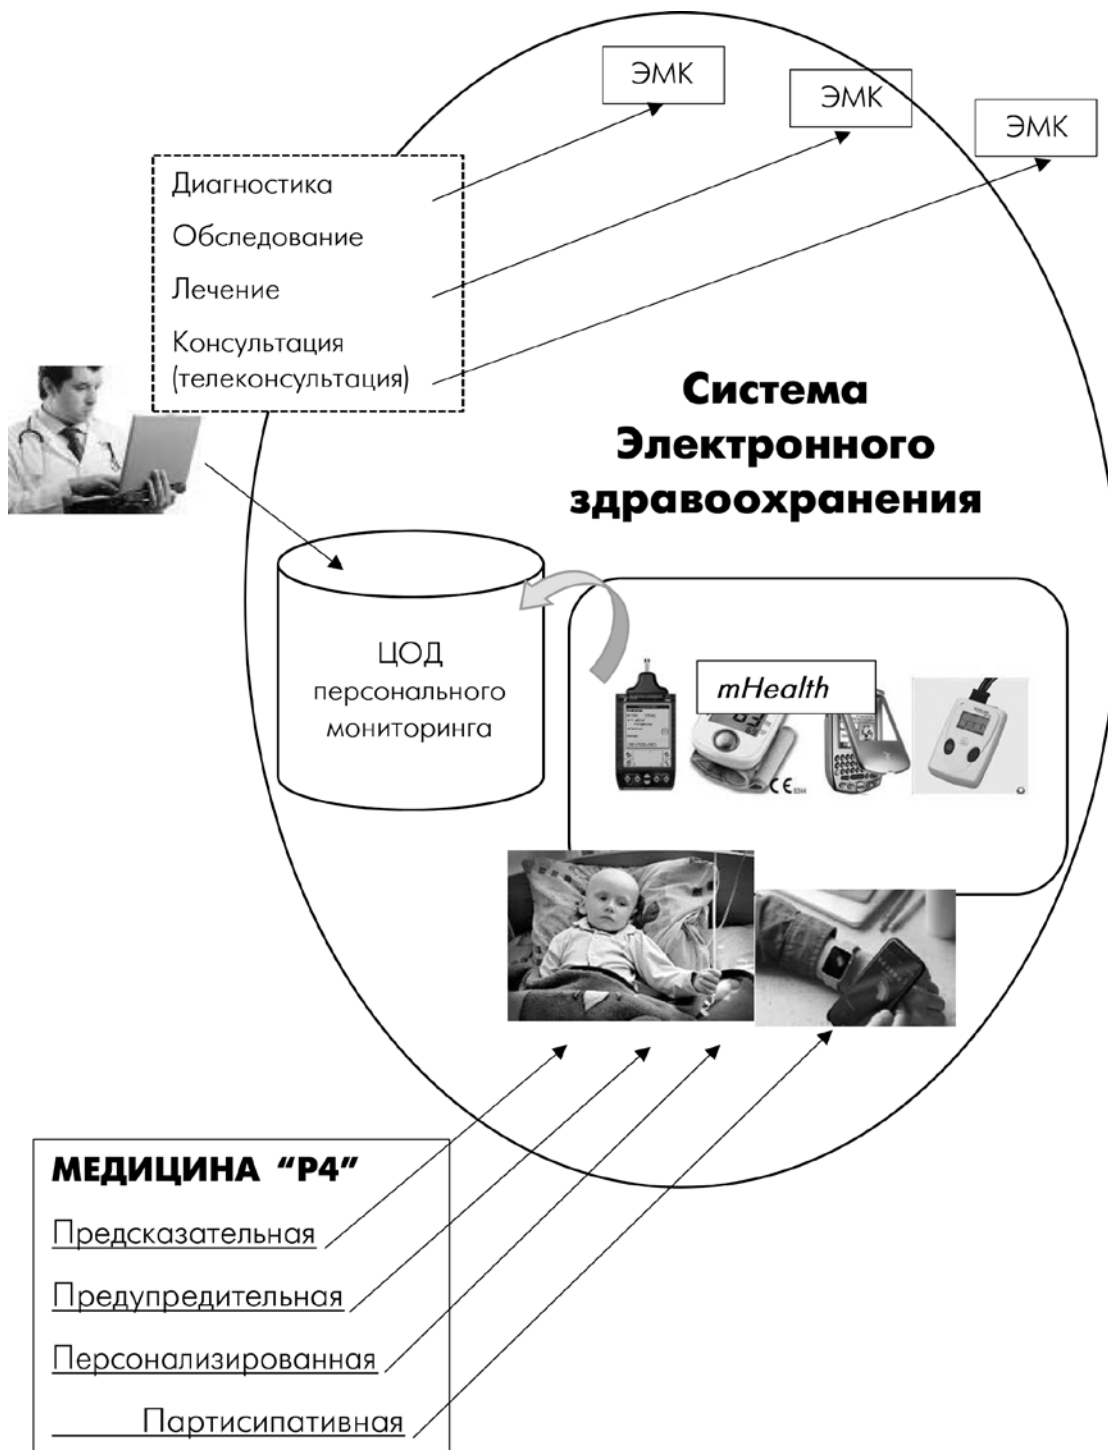 ЭМК
ЭМК
ЭМК
Диагностика
Обследование
Лечение
Консультация
(телеконсультация)
Система
Электронного
здравоохранения
ЦОД
персонального
мониторинга
mHealth
CE
МЕДИЦИНА “Р4”
Предсказательная
Предупредительная
Персонализированная
Партисипативная